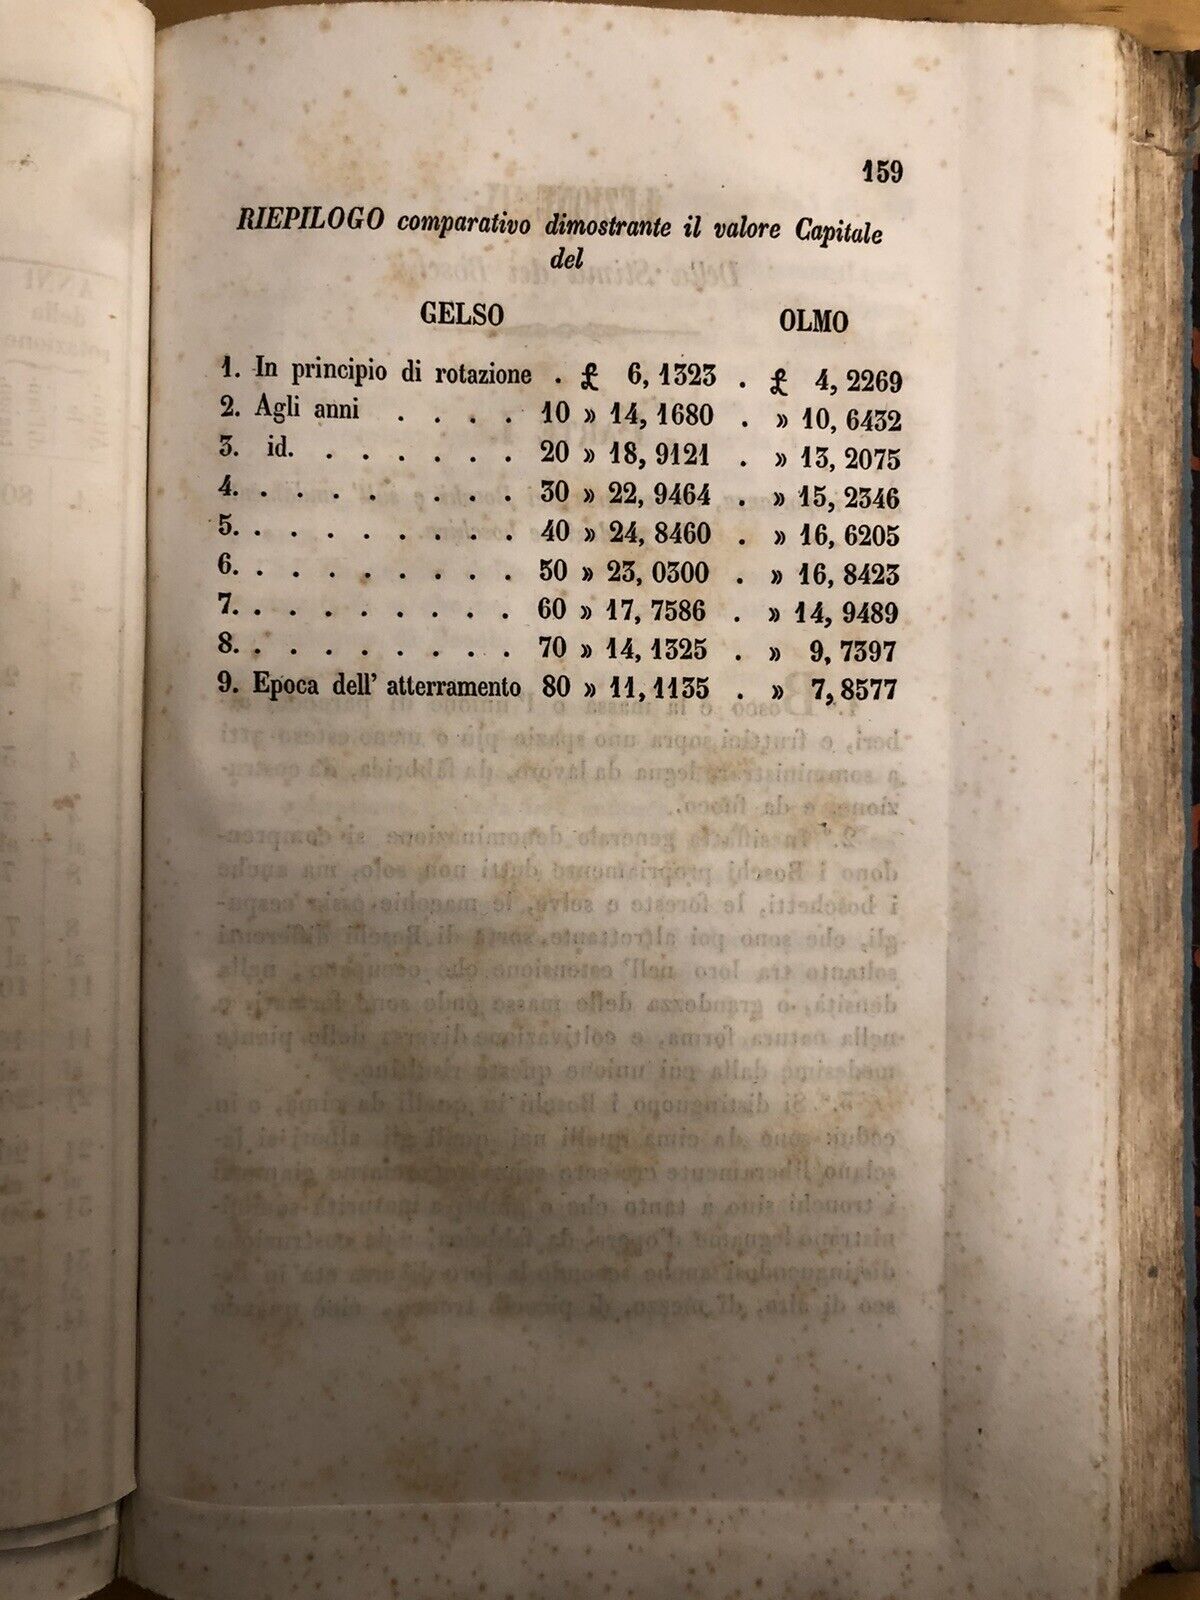 159
RIEPILOGO comparativo dimostrante il valore Capitale
del
GELSO OLMO
1. In principio di rotazione . £ 6, 1323 . £ 4, 2269
2. Agli anni . . . . 10 » 14, 1680 . » 10, 6432
3. id. . . . . . . 20 » 18, 9121 . » 13, 2075
4. . . . . . . . 30 » 22, 9464 . » 15, 2346
5. . . . . . . . . 40 » 24, 8460 . » 16, 6205
6. . . . . . . . . 50 » 23, 0300 . » 16, 8423
7. . . . . . . . . 60 » 17, 7586 . » 14, 9489
8. . . . . . . . . 70 » 14, 1325 . » 9, 7397
9. Epoca dell' atterramento 80 » 11, 1135 . » 7, 8577